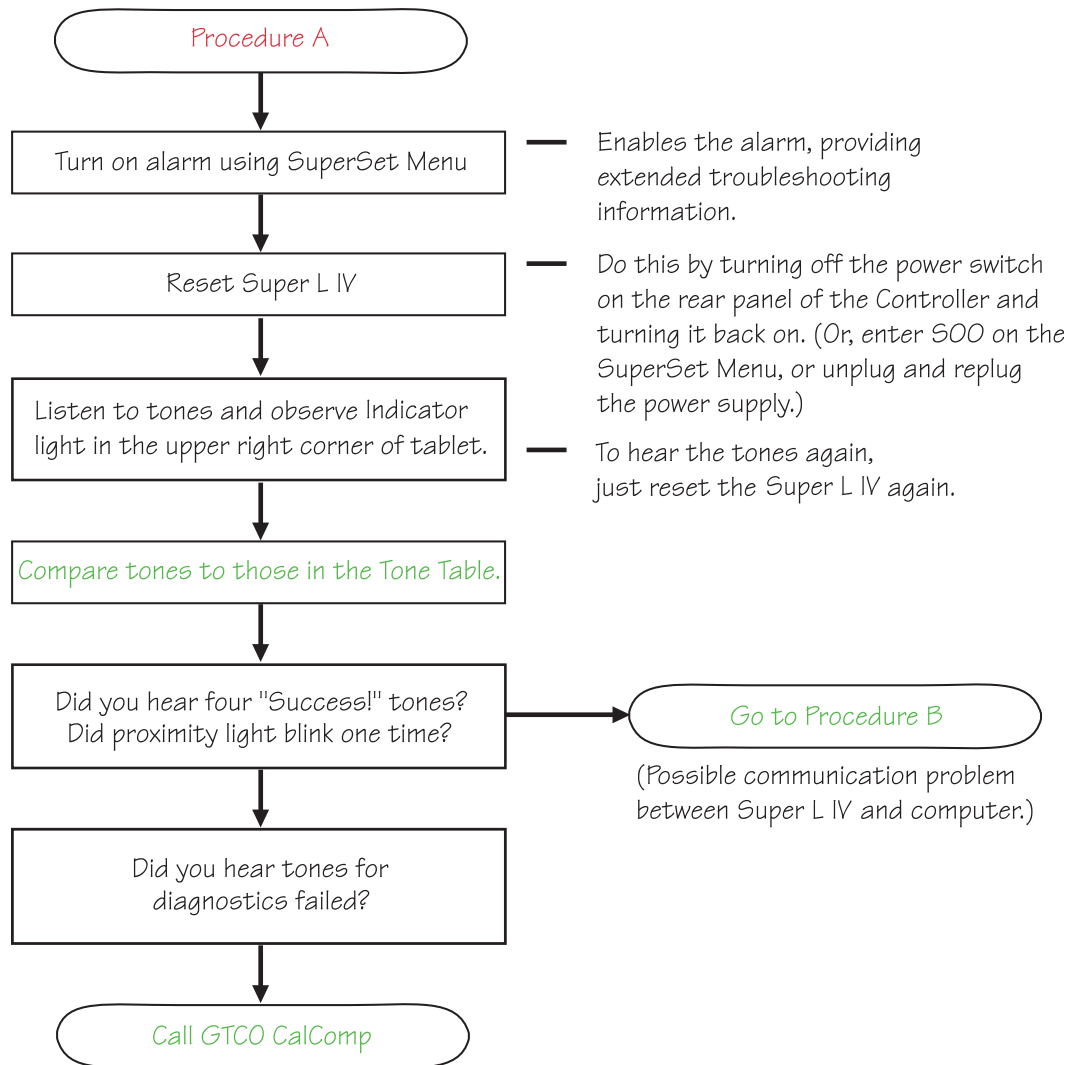 Procedure A
Turn on alarm using SuperSet Menu
Enables the alarm, providing
extended troubleshooting
information.
Reset Super L IV
Do this by turning off the power switch
on the rear panel of the Controller and
turning it back on. (Or, enter S00 on the
SuperSet Menu, or unplug and replug
the power supply.)
Listen to tones and observe Indicator
light in the upper right corner of tablet.
To hear the tones again,
just reset the Super L IV again.
Compare tones to those in the Tone Table.
Did you hear four "Success!" tones?
Did proximity light blink one time?
Go to Procedure B
(Possible communication problem
between Super L IV and computer.)
Did you hear tones for
diagnostics failed?
Call GTCO CalComp